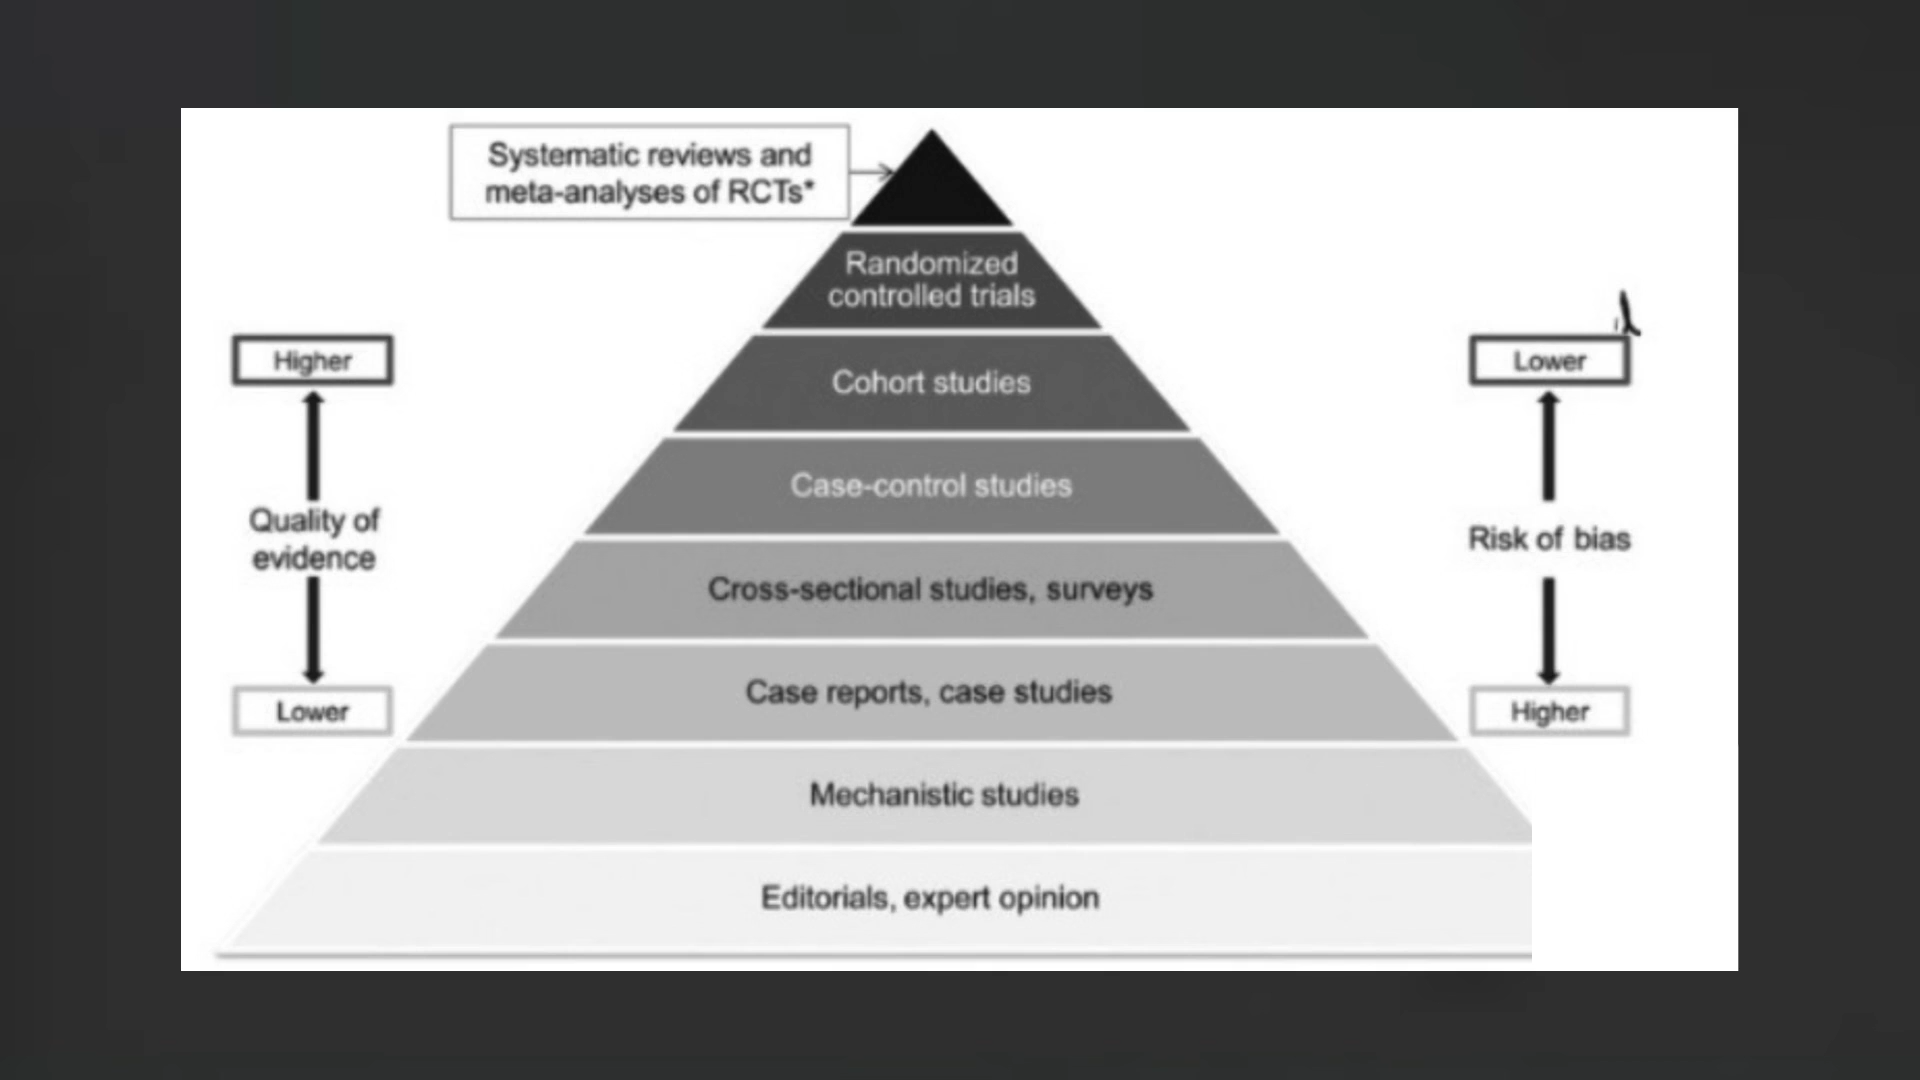 Systematic reviews and
meta-analyses of RCTs*
Randomized
controlled trials
Higher
Lower
Cohort studies
Case-control studies
Quality of
evidence
Risk of bias
Cross-sectional studies, surveys
Case reports, case studies
Lower
Higher
Mechanistic studies
Editorials, expert opinion